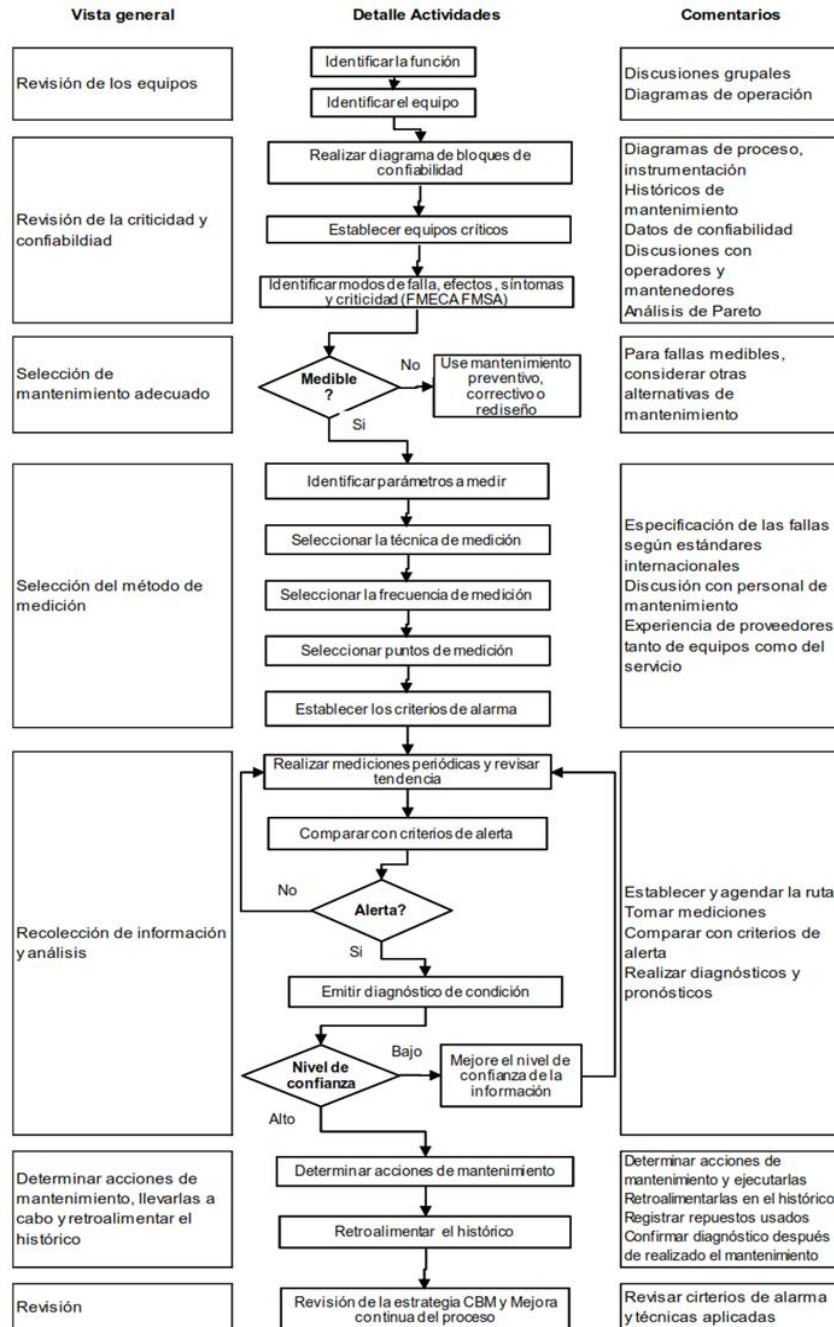 Vista general
Detalle Actividades
Comentarios
Revisión de los equipos
Identificar la función
Identificar el equipo
Discusiones grupales
Diagramas de operación
Revisión de la criticidad y
confiabildiad
Realizar diagrama de bloques de
confiabilidad
Establecer equipos críticos
Identificar modos de falla, efectos, síntomas
y criticidad (FMECA FMSA)
Diagramas de proceso,
instrumentación
Históricos de
mantenimiento
Datos de confiabilidad
Discusiones con
operadores y
mantenedores
Análisis de Pareto
Selección de
mantenimiento adecuado
Medible
?
No
Use mantenimiento
preventivo,
correctivo o
rediseño
Si
Para fallas medibles,
considerar otras
alternativas de
mantenimiento
Selección del método de
medición
Identificar parámetros a medir
Seleccionar la técnica de medición
Seleccionar la frecuencia de medición
Seleccionar puntos de medición
Establecer los criterios de alarma
Especificación de las fallas
según estándares
internacionales
Discusión con personal de
mantenimiento
Experiencia de proveedores
tanto de equipos como del
servicio
Recolección de información
y análisis
Realizar mediciones periódicas y revisar
tendencia
Comparar con criterios de alerta
No
Alerta?
Si
Emitir diagnóstico de condición
Nivel de
confianza
Bajo
Mejore el nivel de
confianza de la
información
Alto
Establecer y agendar la ruta
Tomar mediciones
Comparar con criterios de
alerta
Realizar diagnósticos y
pronósticos
Determinar acciones de
mantenimiento, llevarlas a
cabo y retroalimentar el
histórico
Determinar acciones de mantenimiento
Retroalimentar el histórico
Determinar acciones de
mantenimiento y ejecutarlas
Retroalimentarlas en el histórico
Registrar repuestos usados
Confirmar diagnóstico después
de realizado el mantenimiento
Revisión
Revisión de la estrategia CBM y Mejora
continua del proceso
Revisar cirterios de alarma
y técnicas aplicadas